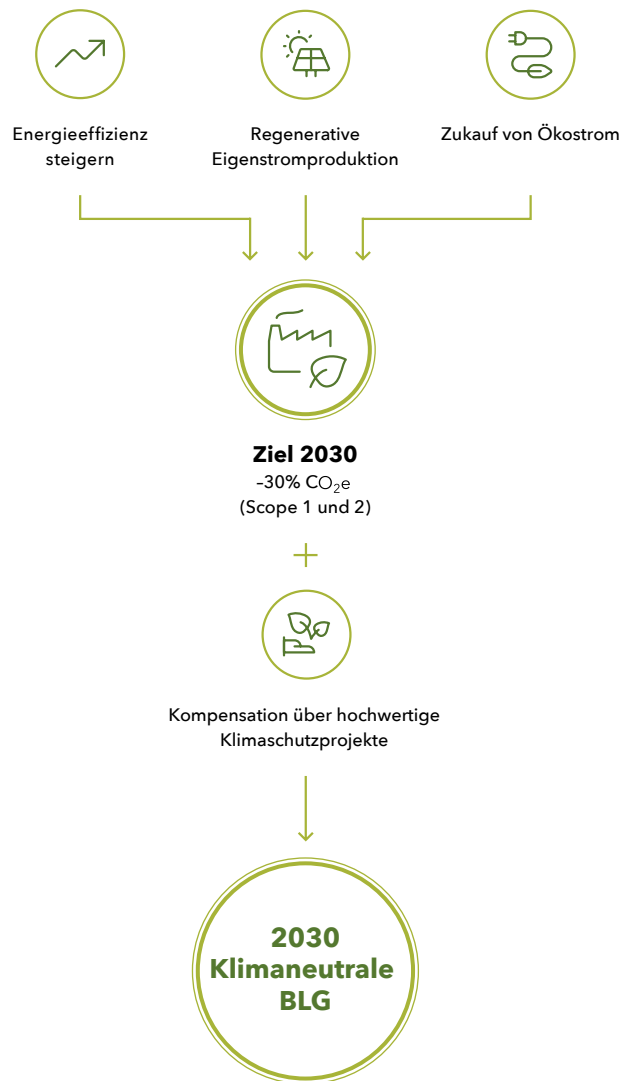 Energieeffizienz
steigern
Regenerative
Eigenstromproduktion
Zukauf von Ökostrom
Ziel 2030
–30% CO₂e
(Scope 1 und 2)
+
Kompensation über hochwertige
Klimaschutzprojekte
2030
Klimaneutrale
BLG